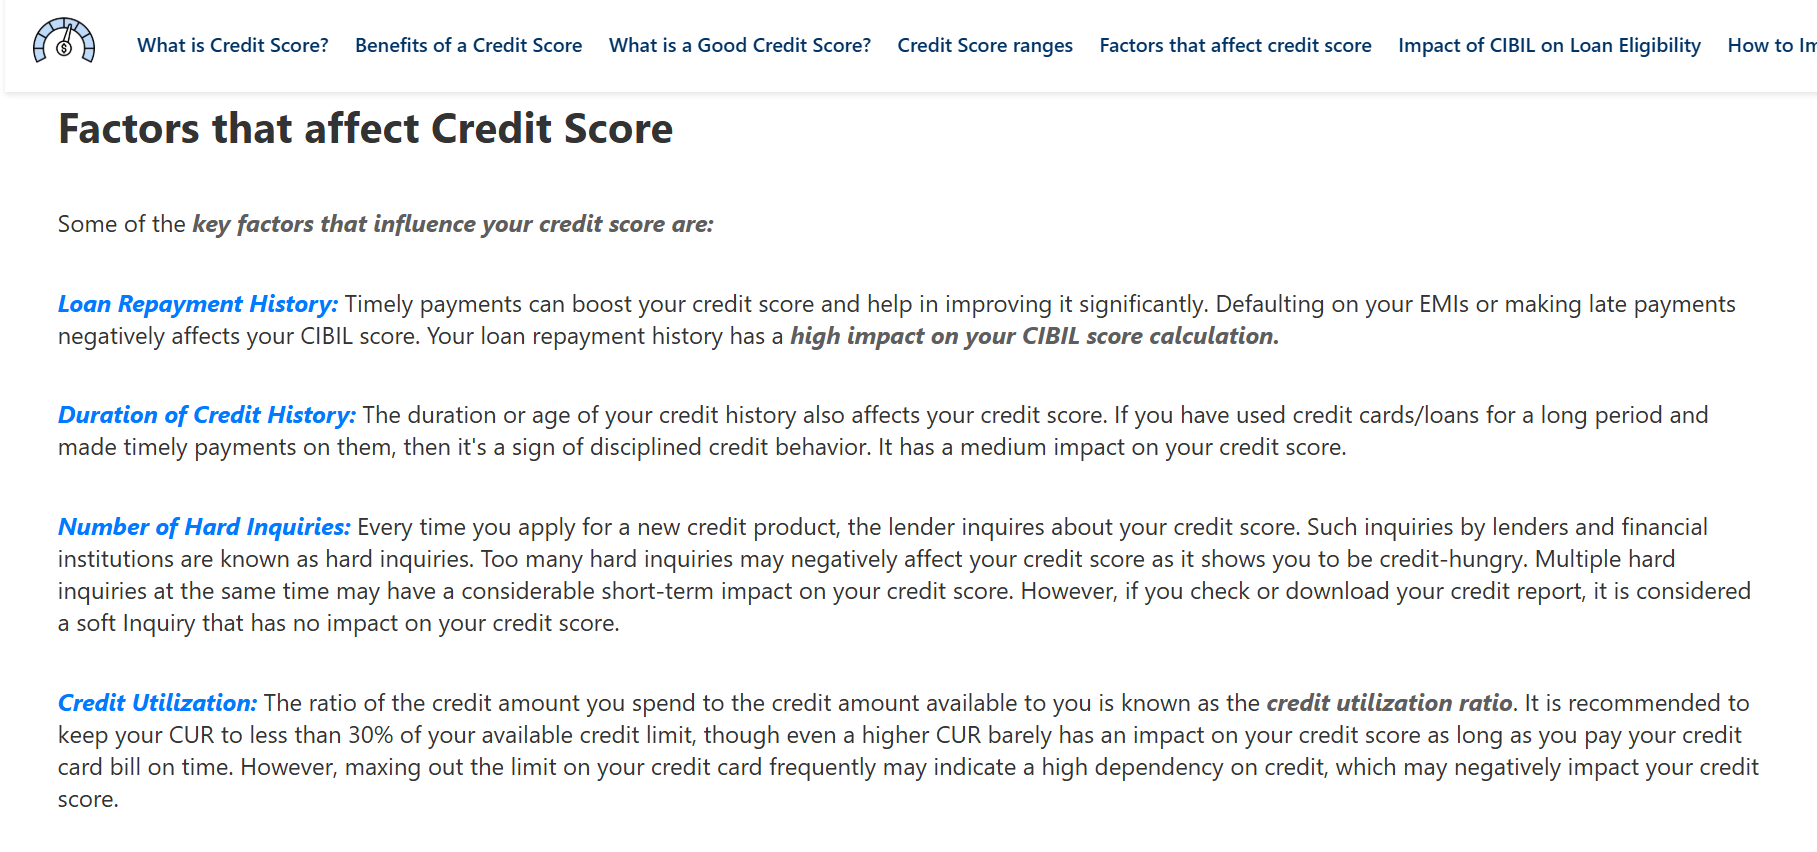 What is Credit Score? Benefits of a Credit Score What is a Good Credit Score? Credit Score ranges Factors that affect credit score Impact of CIBIL on Loan Eligibility How to Im
$
Factors that affect Credit Score
Some of the key factors that influence your credit score are:
Loan Repayment History: Timely payments can boost your credit score and help in improving it significantly. Defaulting on your EMIs or making late payments
negatively affects your CIBIL score. Your loan repayment history has a high impact on your CIBIL score calculation.
Duration of Credit History: The duration or age of your credit history also affects your credit score. If you have used credit cards/loans for a long period and
made timely payments on them, then it's a sign of disciplined credit behavior. It has a medium impact on your credit score.
Number of Hard Inquiries: Every time you apply for a new credit product, the lender inquires about your credit score. Such inquiries by lenders and financial
institutions are known as hard inquiries. Too many hard inquiries may negatively affect your credit score as it shows you to be credit-hungry. Multiple hard
inquiries at the same time may have a considerable short-term impact on your credit score. However, if you check or download your credit report, it is considered
a soft Inquiry that has no impact on your credit score.
Credit Utilization: The ratio of the credit amount you spend to the credit amount available to you is known as the credit utilization ratio. It is recommended to
keep your CUR to less than 30% of your available credit limit, though even a higher CUR barely has an impact on your credit score as long as you pay your credit
card bill on time. However, maxing out the limit on your credit card frequently may indicate a high dependency on credit, which may negatively impact your credit
score.